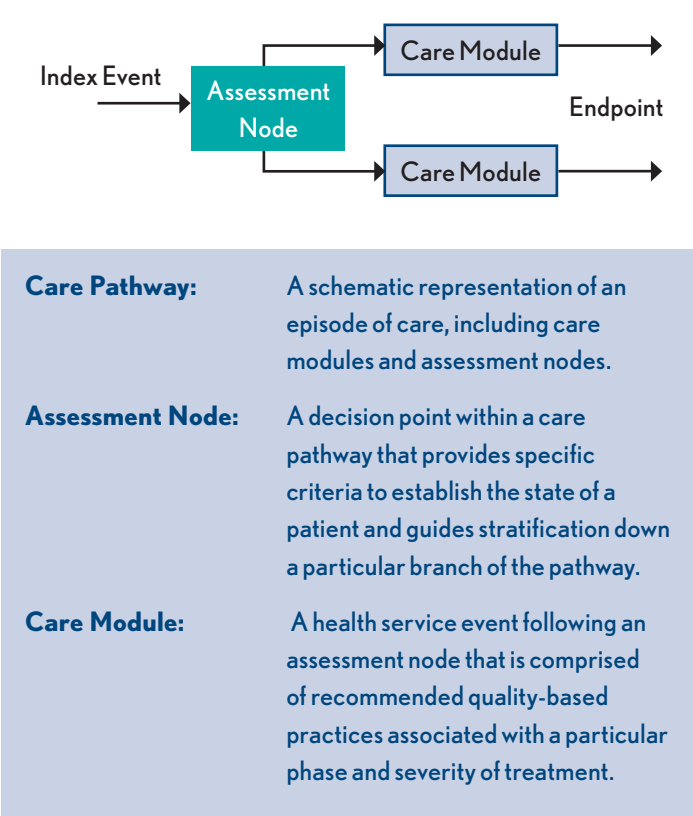 Index Event
Assessment
Node
Care Module
Care Module
Endpoint
Care Pathway:
A schematic representation of an
episode of care, including care
modules and assessment nodes.
Assessment Node:
A decision point within a care
pathway that provides specific
criteria to establish the state of a
patient and guides stratification down
a particular branch of the pathway.
Care Module:
A health service event following an
assessment node that is comprised
of recommended quality-based
practices associated with a particular
phase and severity of treatment.